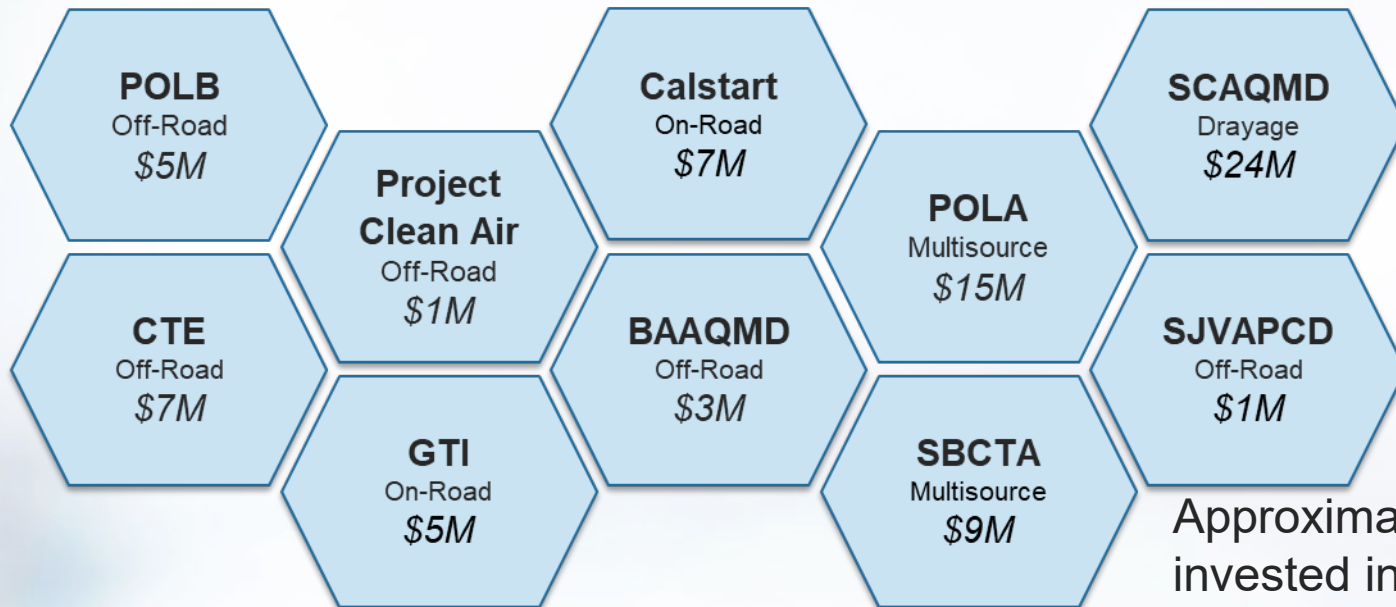 POLB
Off-Road
$5M
Project
Clean Air
Off-Road
$1M
Calstart
On-Road
$7M
POLA
Multisource
$15M
SCAQMD
Drayage
$24M
CTE
Off-Road
$7M
GTI
On-Road
$5M
BAAQMD
Off-Road
$3M
SBCTA
Multisource
$9M
SJVAPCD
Off-Road
$1M
invested in